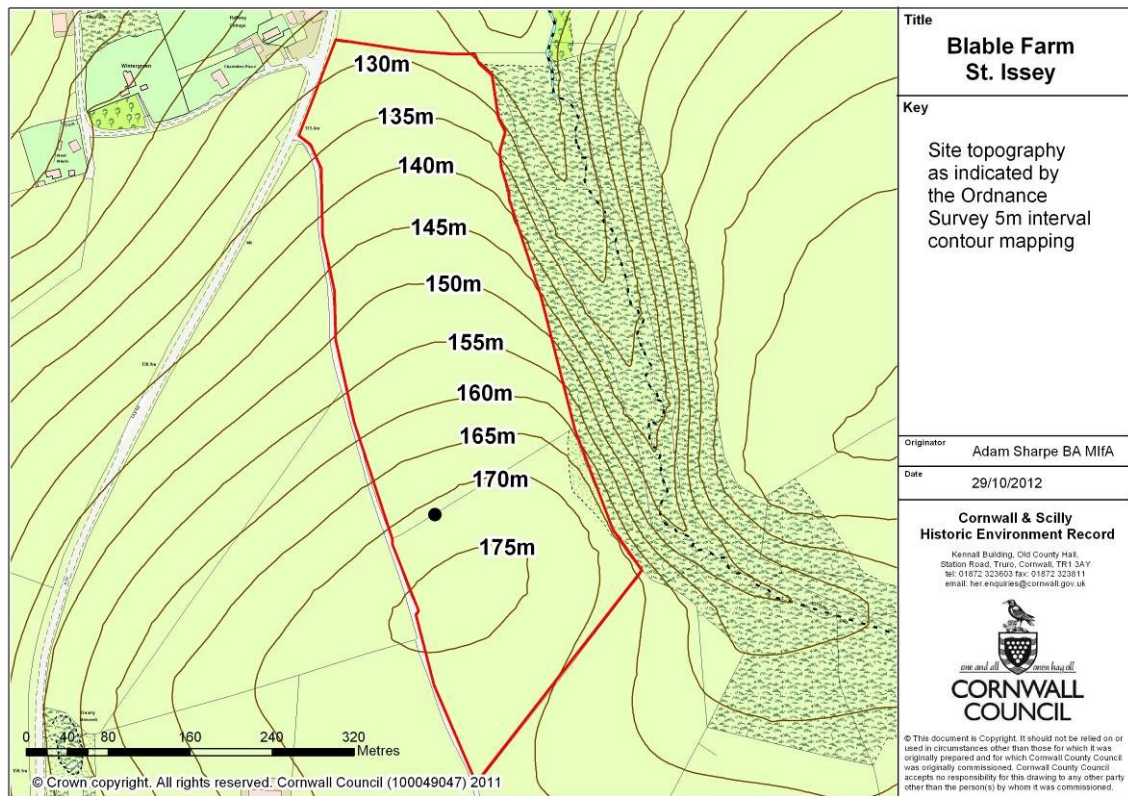 Halfway
Cottage
Wintergreen
Charlotton Place
130m
135m
140m
145m
150m
155m
160m
165m
170m
175m
Quarry
0 40 80 160 240 320
Metres
© Crown copyright. All rights reserved. Cornwall Council (100049047) 2011
Title
Blable Farm
St. Issey
Key
Site topography
as indicated by
the Ordnance
Survey 5m interval
contour mapping
Originator
Adam Sharpe BA MIfA
Date
29/10/2012
Cornwall & Scilly
Historic Environment Record
Kennall Building, Old County Hall,
Station Road, Truro, Cornwall, TR1 3AY
tel: 01872 323603 fax: 01872 323811
email: her.enquiries@cornwall.gov.uk
one and all onen hag oll
CORNWALL
COUNCIL
© This document is Copyright. It should not be relied on or
used in circumstances other than those for which it was
originally prepared and for which Cornwall County Council
was originally commissioned. Cornwall County Council
accepts no responsibility for this drawing to any other party
other than the person(s) by whom it was commissioned.